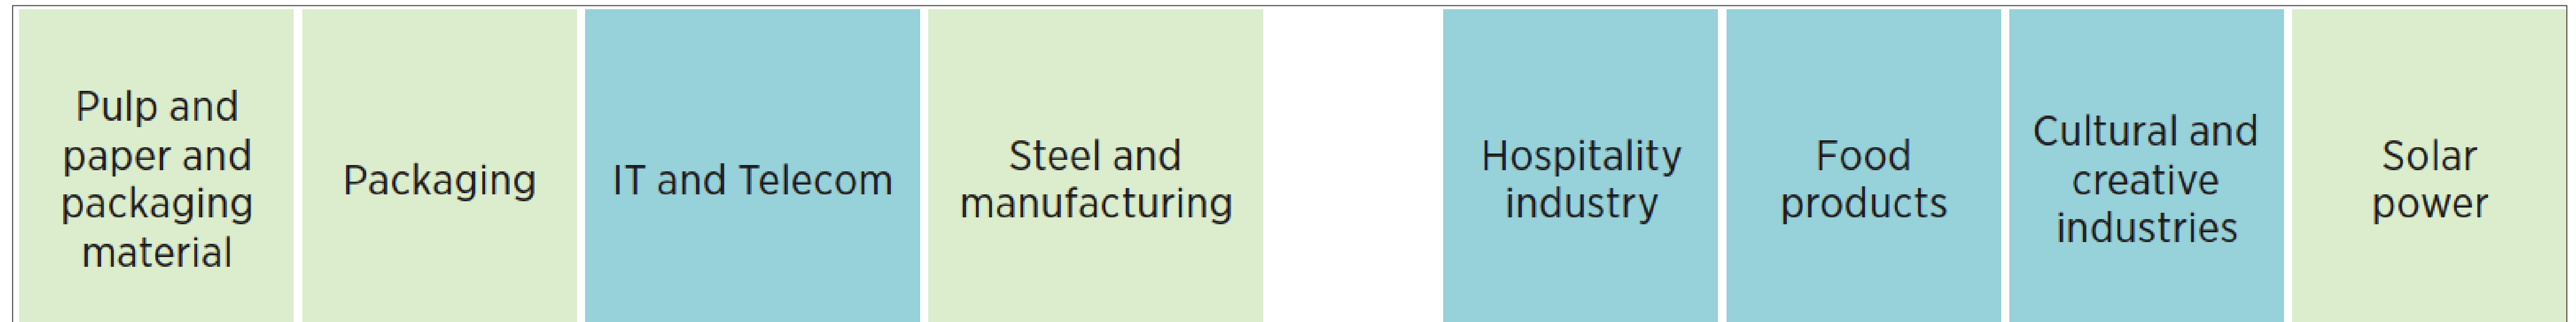 Pulp and
paper and
packaging
material
Packaging
IT and Telecom
Steel and
manufacturing
Hospitality
industry
Food
products
Cultural and
creative
industries
Solar
power